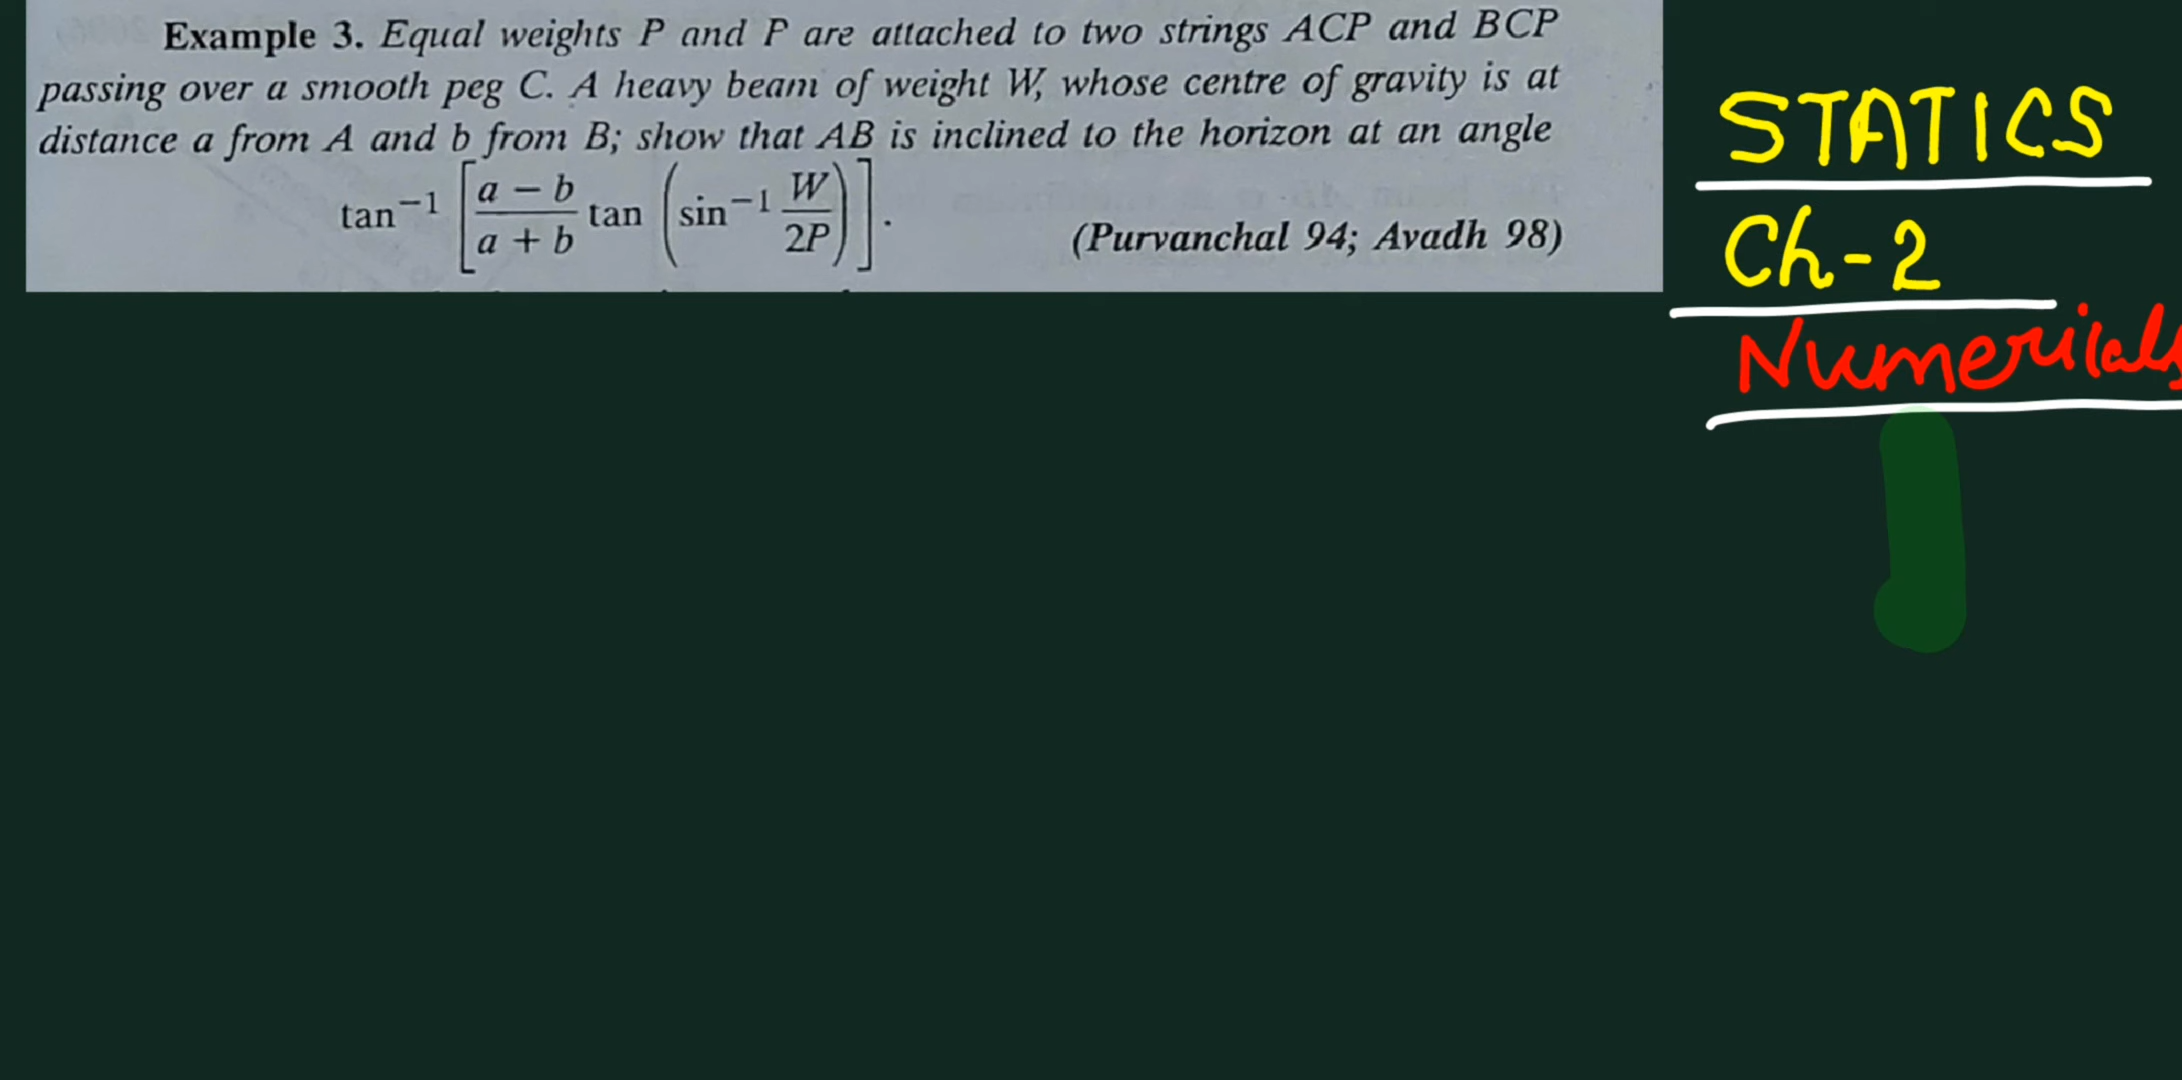 Example 3. Equal weights P and P are attached to two strings ACP and BCP
passing over a smooth peg C. A heavy beam of weight W, whose centre of gravity is at
distance a from A and b from B; show that AB is inclined to the horizon at an angle
tan⁻¹ [ (a − b)/(a + b) tan ( sin⁻¹ W/2P ) ].
(Purvanchal 94; Avadh 98)
STATICS
Ch-2
Numericals